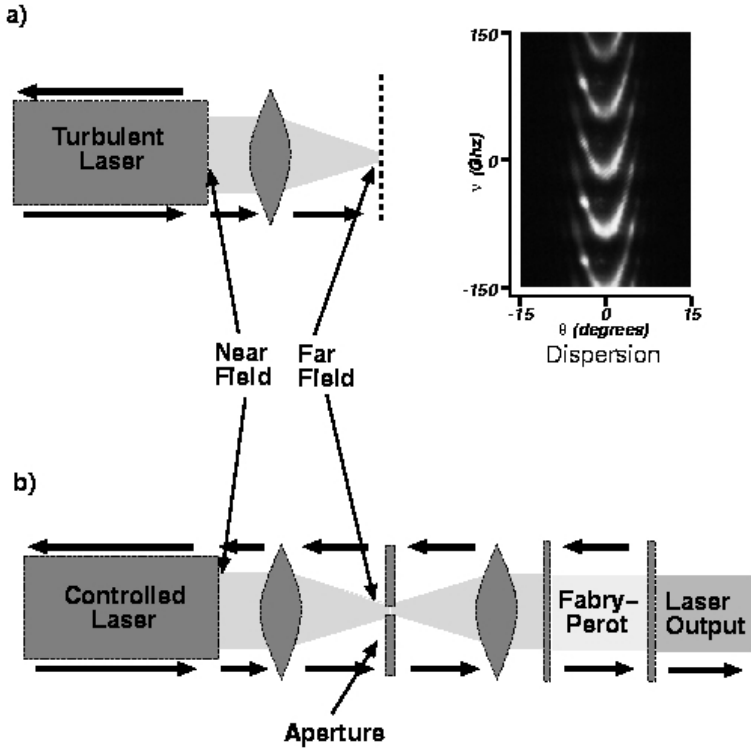 a)
Turbulent
Laser
150
0
-150
ν (Ghz)
-15 0 15
θ (degrees)
Dispersion
Near
Field
Far
Field
b)
Controlled
Laser
Fabry-
Perot
Laser
Output
Aperture